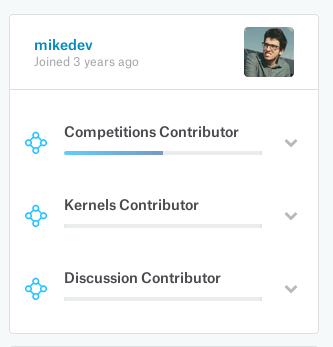 mikedev
Joined 3 years ago
Competitions Contributor
Kernels Contributor
Discussion Contributor